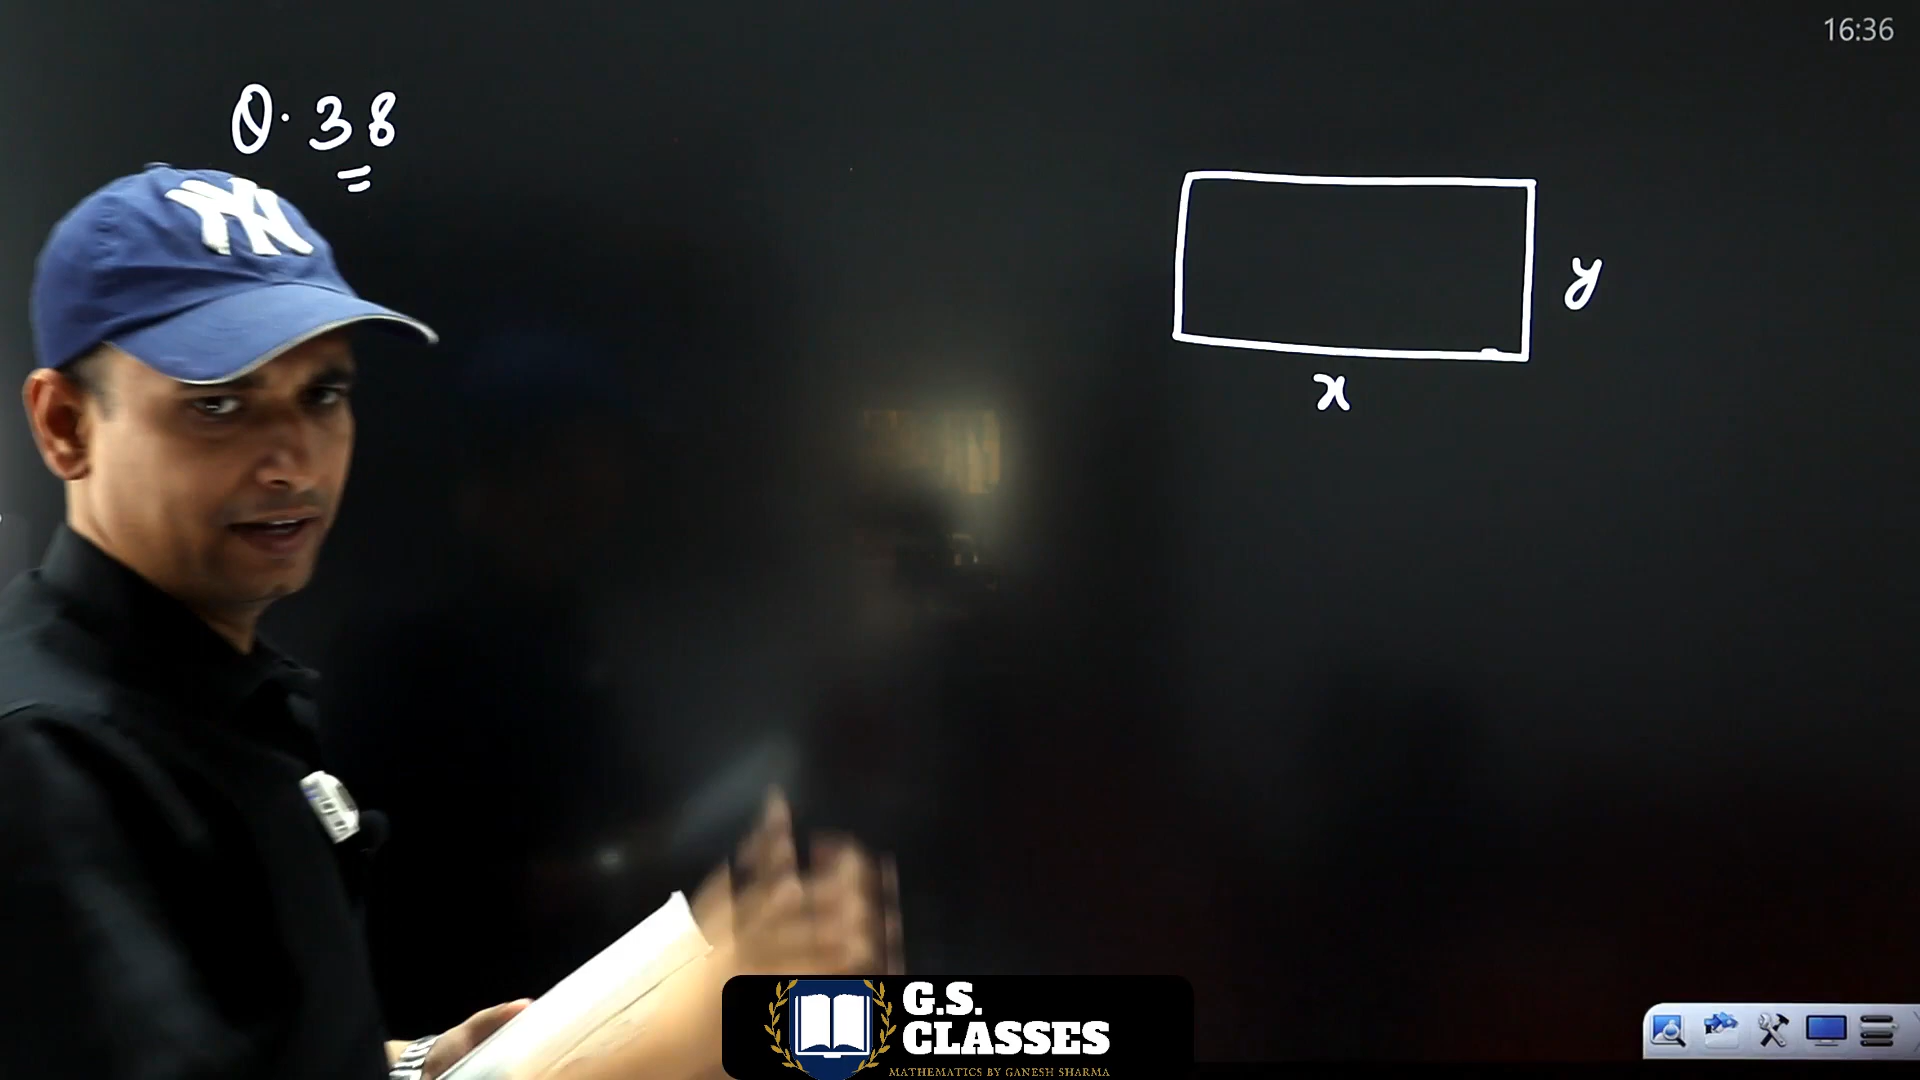 16:36
Q. 38
y
x
G.S.
CLASSES
MATHEMATICS BY GANESH SHARMA